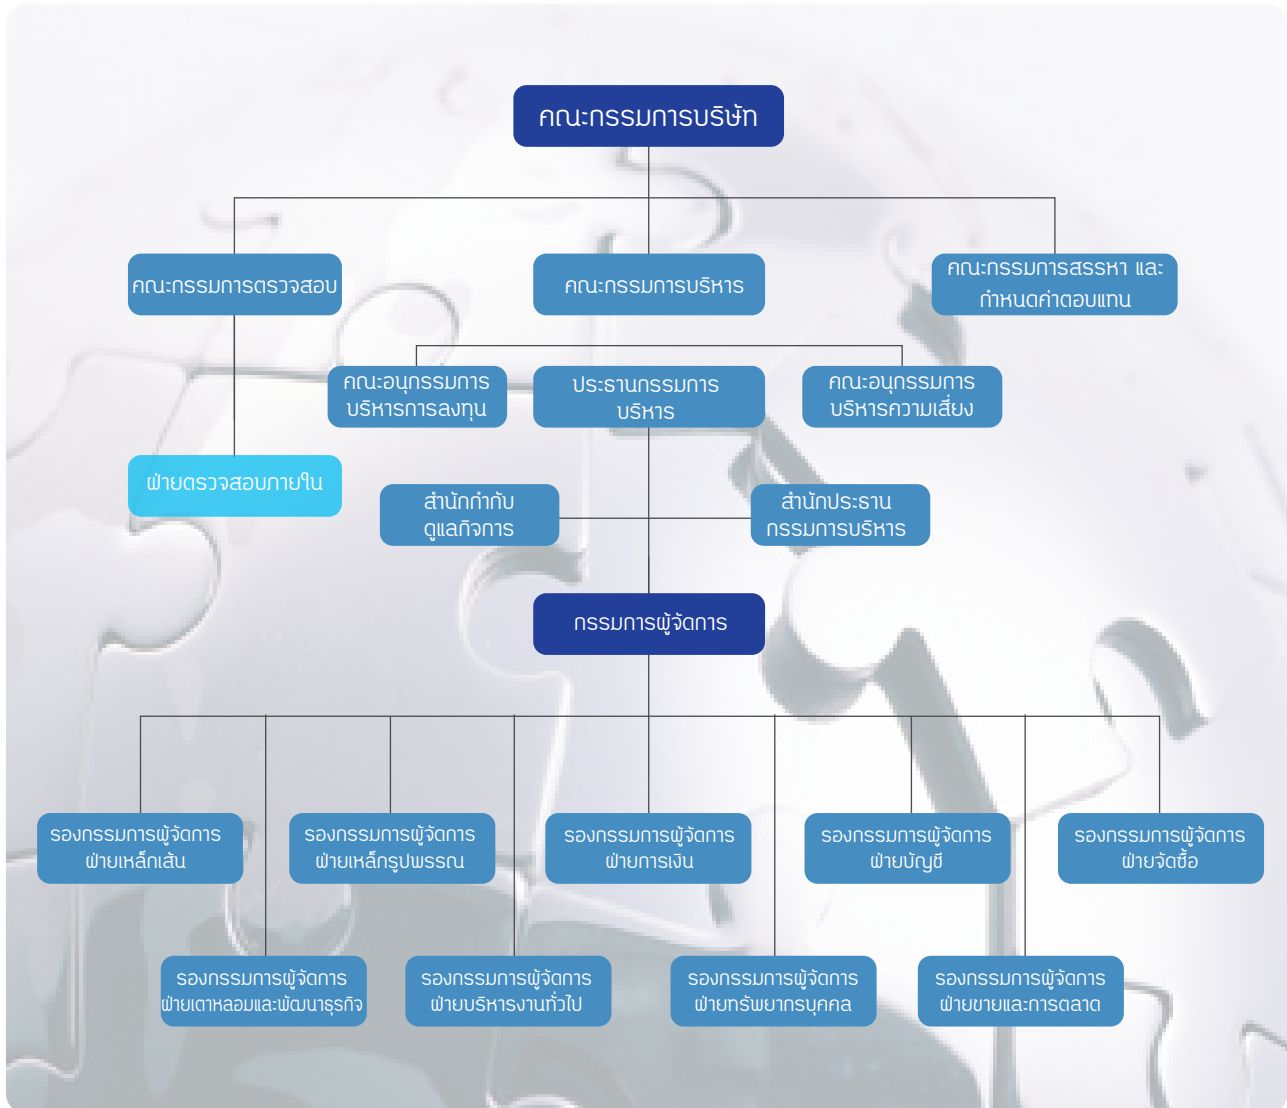 คณะกรรมการบริษัท
คณะกรรมการตรวจสอบ
คณะกรรมการบริหาร
คณะกรรมการสรรหา และ
กำหนดค่าตอบแทน
คณะอนุกรรมการ
บริหารการลงทุน
ประธานกรรมการ
บริหาร
คณะอนุกรรมการ
บริหารความเสี่ยง
ฝ่ายตรวจสอบภายใน
สำนักกำกับ
ดูแลกิจการ
สำนักประธาน
กรรมการบริหาร
กรรมการผู้จัดการ
รองกรรมการผู้จัดการ
ฝ่ายเหล็กเส้น
รองกรรมการผู้จัดการ
ฝ่ายเหล็กรูปพรรณ
รองกรรมการผู้จัดการ
ฝ่ายการเงิน
รองกรรมการผู้จัดการ
ฝ่ายบัญชี
รองกรรมการผู้จัดการ
ฝ่ายจัดซื้อ
รองกรรมการผู้จัดการ
ฝ่ายเตาหลอมและพัฒนาธุรกิจ
รองกรรมการผู้จัดการ
ฝ่ายบริหารงานทั่วไป
รองกรรมการผู้จัดการ
ฝ่ายทรัพยากรบุคคล
รองกรรมการผู้จัดการ
ฝ่ายขายและการตลาด